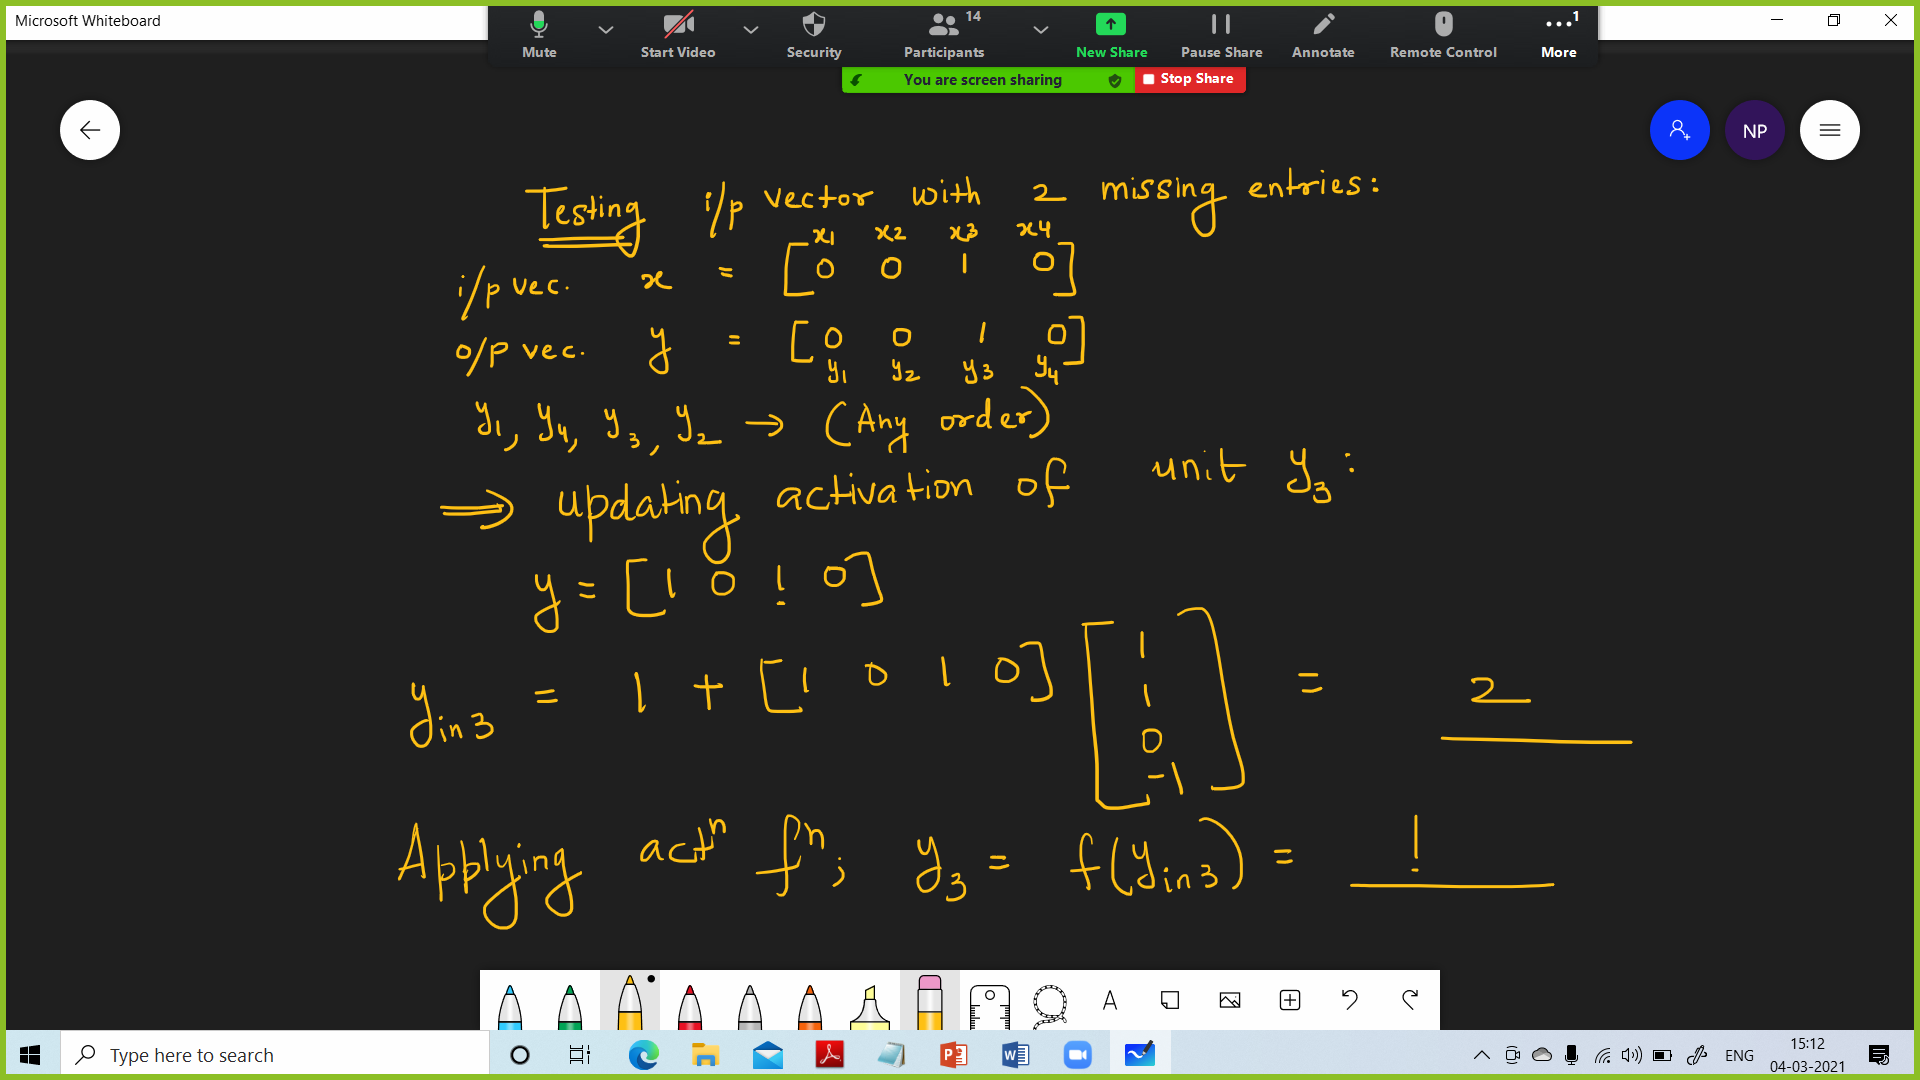 Microsoft Whiteboard
Mute
Start Video
Security
Participants 14
New Share
Pause Share
Annotate
Remote Control
More 1
You are screen sharing
Stop Share
NP
Testing i/p vector with 2 missing entries:
x1 x2 x3 x4
i/p vec. x = [0 0 1 0]
o/p vec. y = [0 0 1 0]
y1 y2 y3 y4
y1, y4, y3, y2 → (Any order)
⇒ updating activation of unit y3:
y = [1 0 1 0]
yin3 = 1 + [1 0 1 0] [1 1 0 -1] = 2
Applying actⁿ fⁿ; y3 = f(yin3) = 1
A
Type here to search
ENG
15:12
04-03-2021